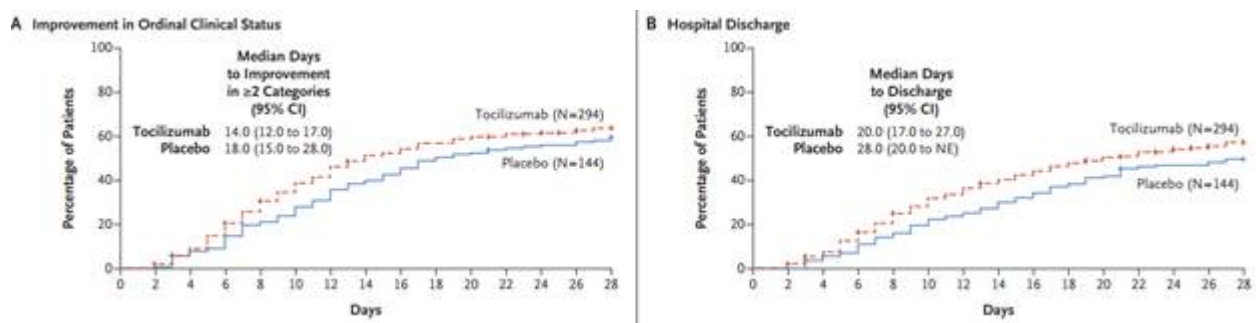 A Improvement in Ordinal Clinical Status
100
80
60
40
20
0
Percentage of Patients
Median Days
to Improvement
in ≥2 Categories
(95% CI)
Tocilizumab 14.0 (12.0 to 17.0)
Placebo 18.0 (15.0 to 28.0)
Tocilizumab (N=294)
Placebo (N=144)
0 2 4 6 8 10 12 14 16 18 20 22 24 26 28
Days
B Hospital Discharge
100
80
60
40
20
0
Percentage of Patients
Median Days
to Discharge
(95% CI)
Tocilizumab 20.0 (17.0 to 27.0)
Placebo 28.0 (20.0 to NE)
Tocilizumab (N=294)
Placebo (N=144)
0 2 4 6 8 10 12 14 16 18 20 22 24 26 28
Days